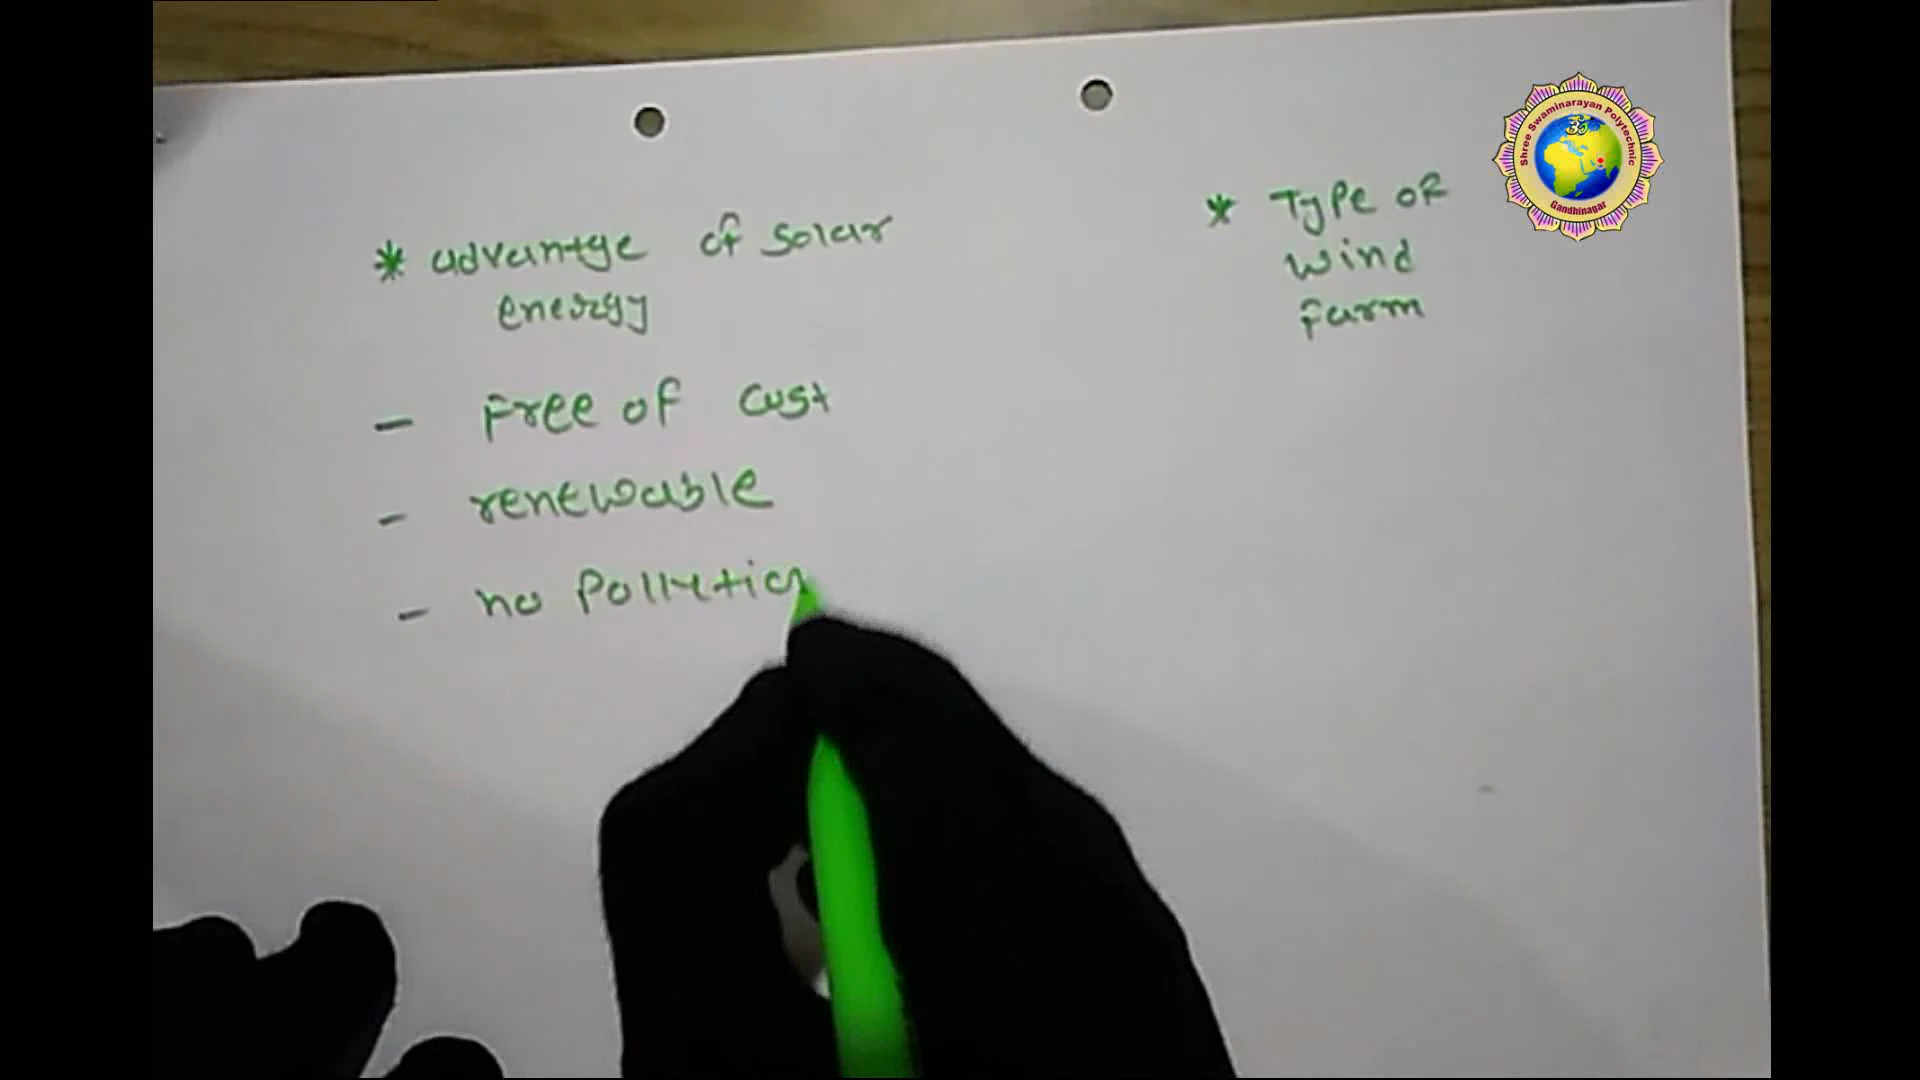 * advantge of solar
energy
- Free of cost
- renewable
- no Pollution
* Type of
wind
farm
Shree Swaminarayan Polytechnic
Gandhinagar